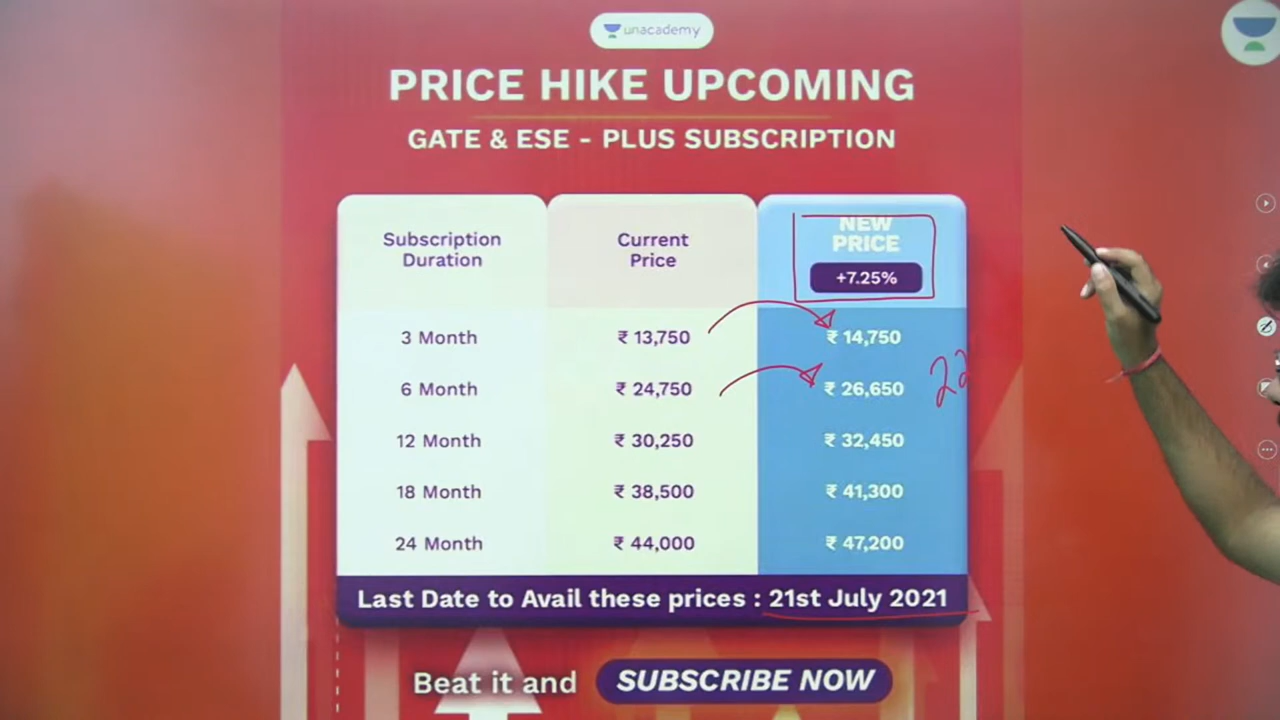 unacademy
PRICE HIKE UPCOMING
GATE & ESE - PLUS SUBSCRIPTION
Subscription Duration
Current Price
NEW PRICE
+7.25%
3 Month ₹ 13,750 ₹ 14,750
6 Month ₹ 24,750 ₹ 26,650
22
12 Month ₹ 30,250 ₹ 32,450
18 Month ₹ 38,500 ₹ 41,300
24 Month ₹ 44,000 ₹ 47,200
Last Date to Avail these prices : 21st July 2021
Beat it and SUBSCRIBE NOW